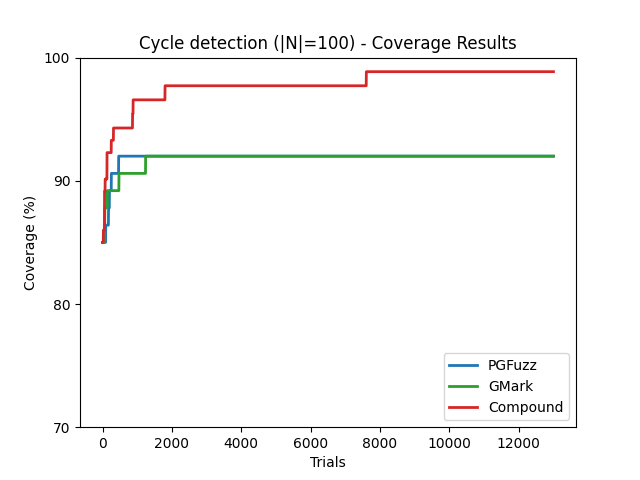 Cycle detection (|N|=100) - Coverage Results
100
90
80
70
Coverage (%)
0 2000 4000 6000 8000 10000 12000
Trials
PGFuzz
GMark
Compound